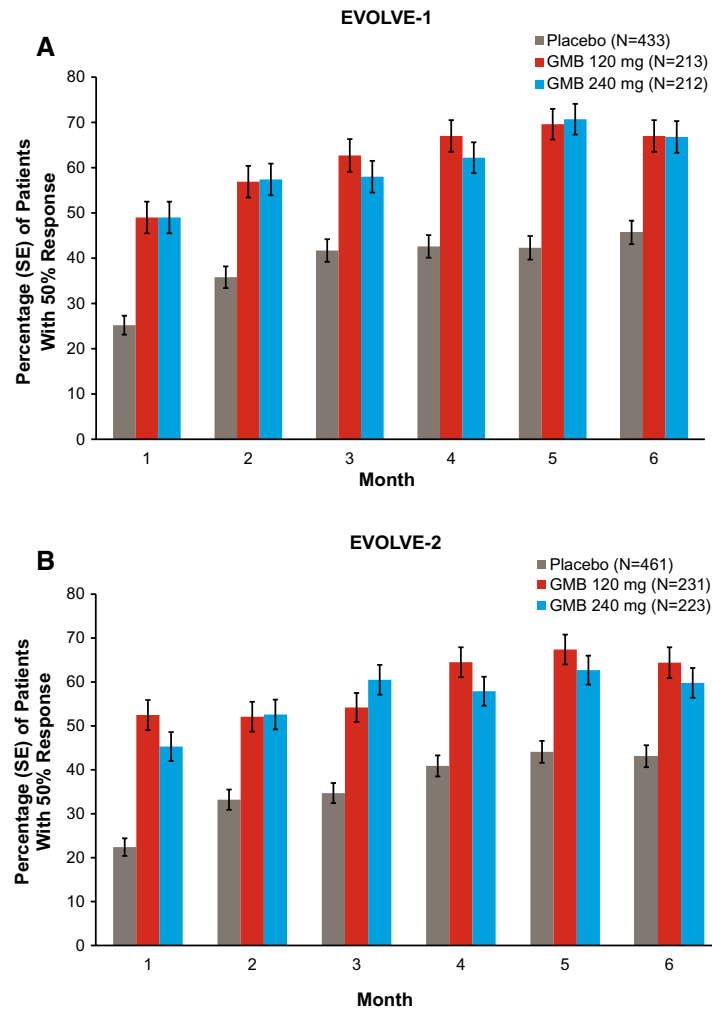 EVOLVE-1
A
Placebo (N=433)
GMB 120 mg (N=213)
GMB 240 mg (N=212)
Percentage (SE) of Patients
With 50% Response
80
70
60
50
40
30
20
10
0
1 2 3 4 5 6
Month
EVOLVE-2
B
Placebo (N=461)
GMB 120 mg (N=231)
GMB 240 mg (N=223)
Percentage (SE) of Patients
With 50% Response
80
70
60
50
40
30
20
10
0
1 2 3 4 5 6
Month